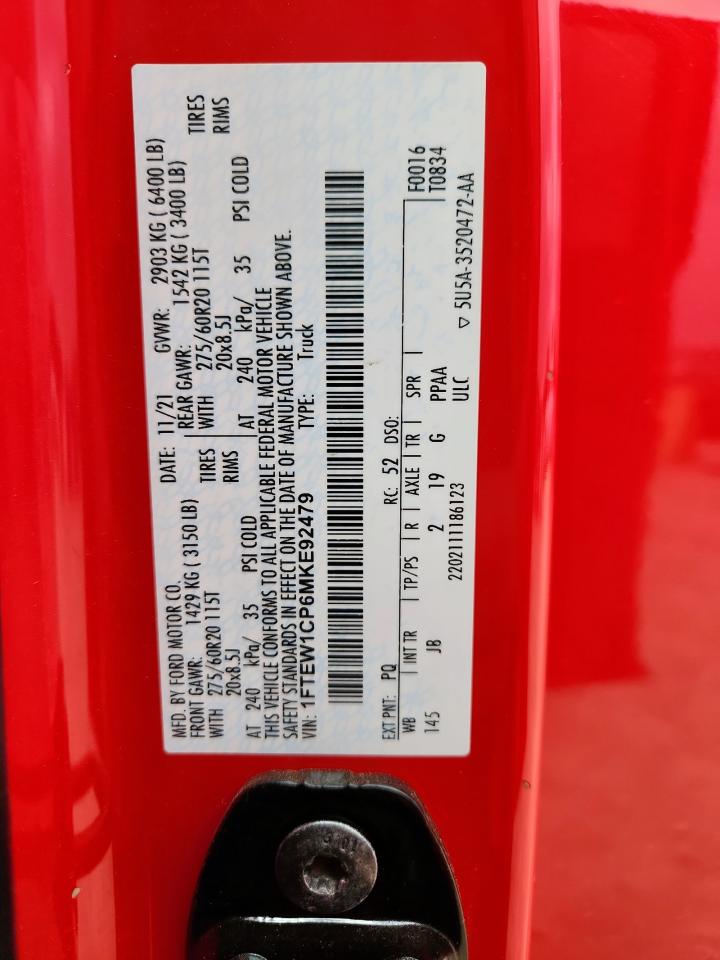 MFD. BY FORD MOTOR CO. DATE: 11/21 GVWR: 2903 KG ( 6400 LB)
FRONT GAWR: 1429 KG ( 3150 LB) REAR GAWR: 1542 KG ( 3400 LB)
WITH 275/60R20 115T TIRES WITH 275/60R20 115T TIRES
20x8.5J RIMS 20x8.5J RIMS
AT 240 kPa/ 35 PSI COLD AT 240 kPa/ 35 PSI COLD
THIS VEHICLE CONFORMS TO ALL APPLICABLE FEDERAL MOTOR VEHICLE
SAFETY STANDARDS IN EFFECT ON THE DATE OF MANUFACTURE SHOWN ABOVE.
VIN: 1FTEW1CP6MKE92479 TYPE: Truck
EXT PNT: PQ RC: 52 DSO: F0016
WB INT TR TP/PS R AXLE TR SPR T0834
145 JB 2 19 G PPAA
2202111186123 ULC ▽ 5U5A-3520472-AA